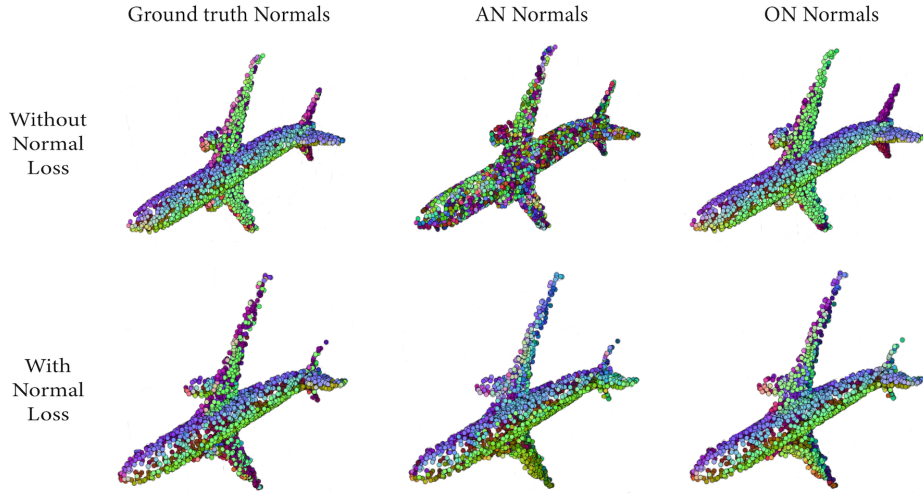 Ground truth Normals
AN Normals
ON Normals
Without
Normal
Loss
With
Normal
Loss